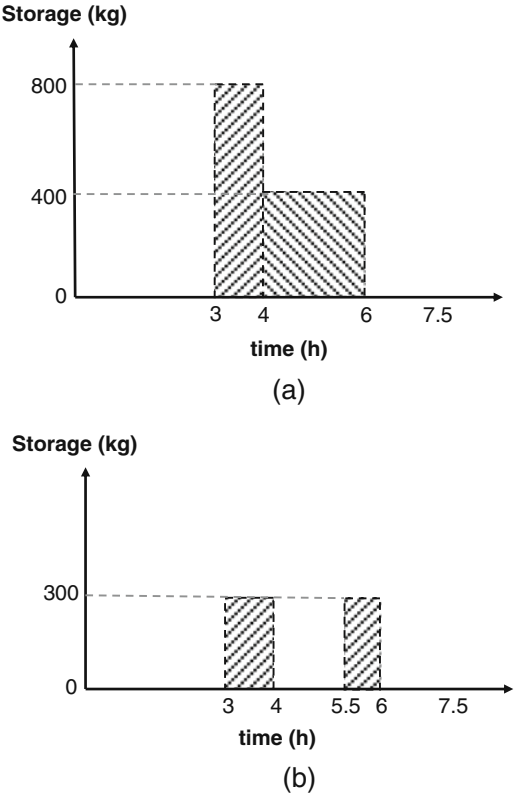 Storage (kg)
800
400
0
3 4 6 7.5
time (h)
(a)
Storage (kg)
300
0
3 4 5.5 6 7.5
time (h)
(b)